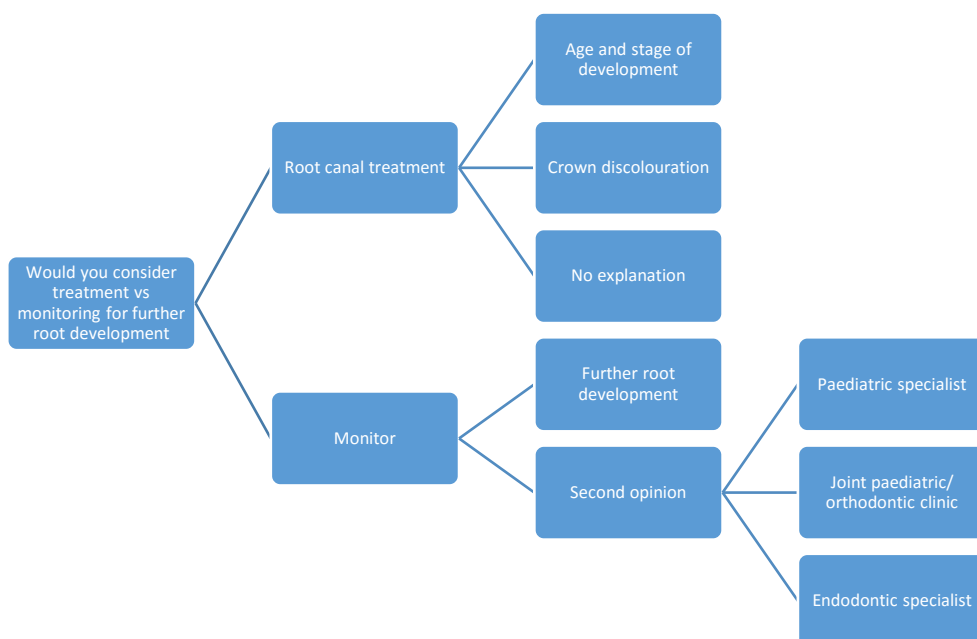 Would you consider
treatment vs
monitoring for further
root development
Root canal treatment
Age and stage of
development
Crown discolouration
No explanation
Monitor
Further root
development
Second opinion
Paediatric specialist
Joint paediatric/
orthodontic clinic
Endodontic specialist